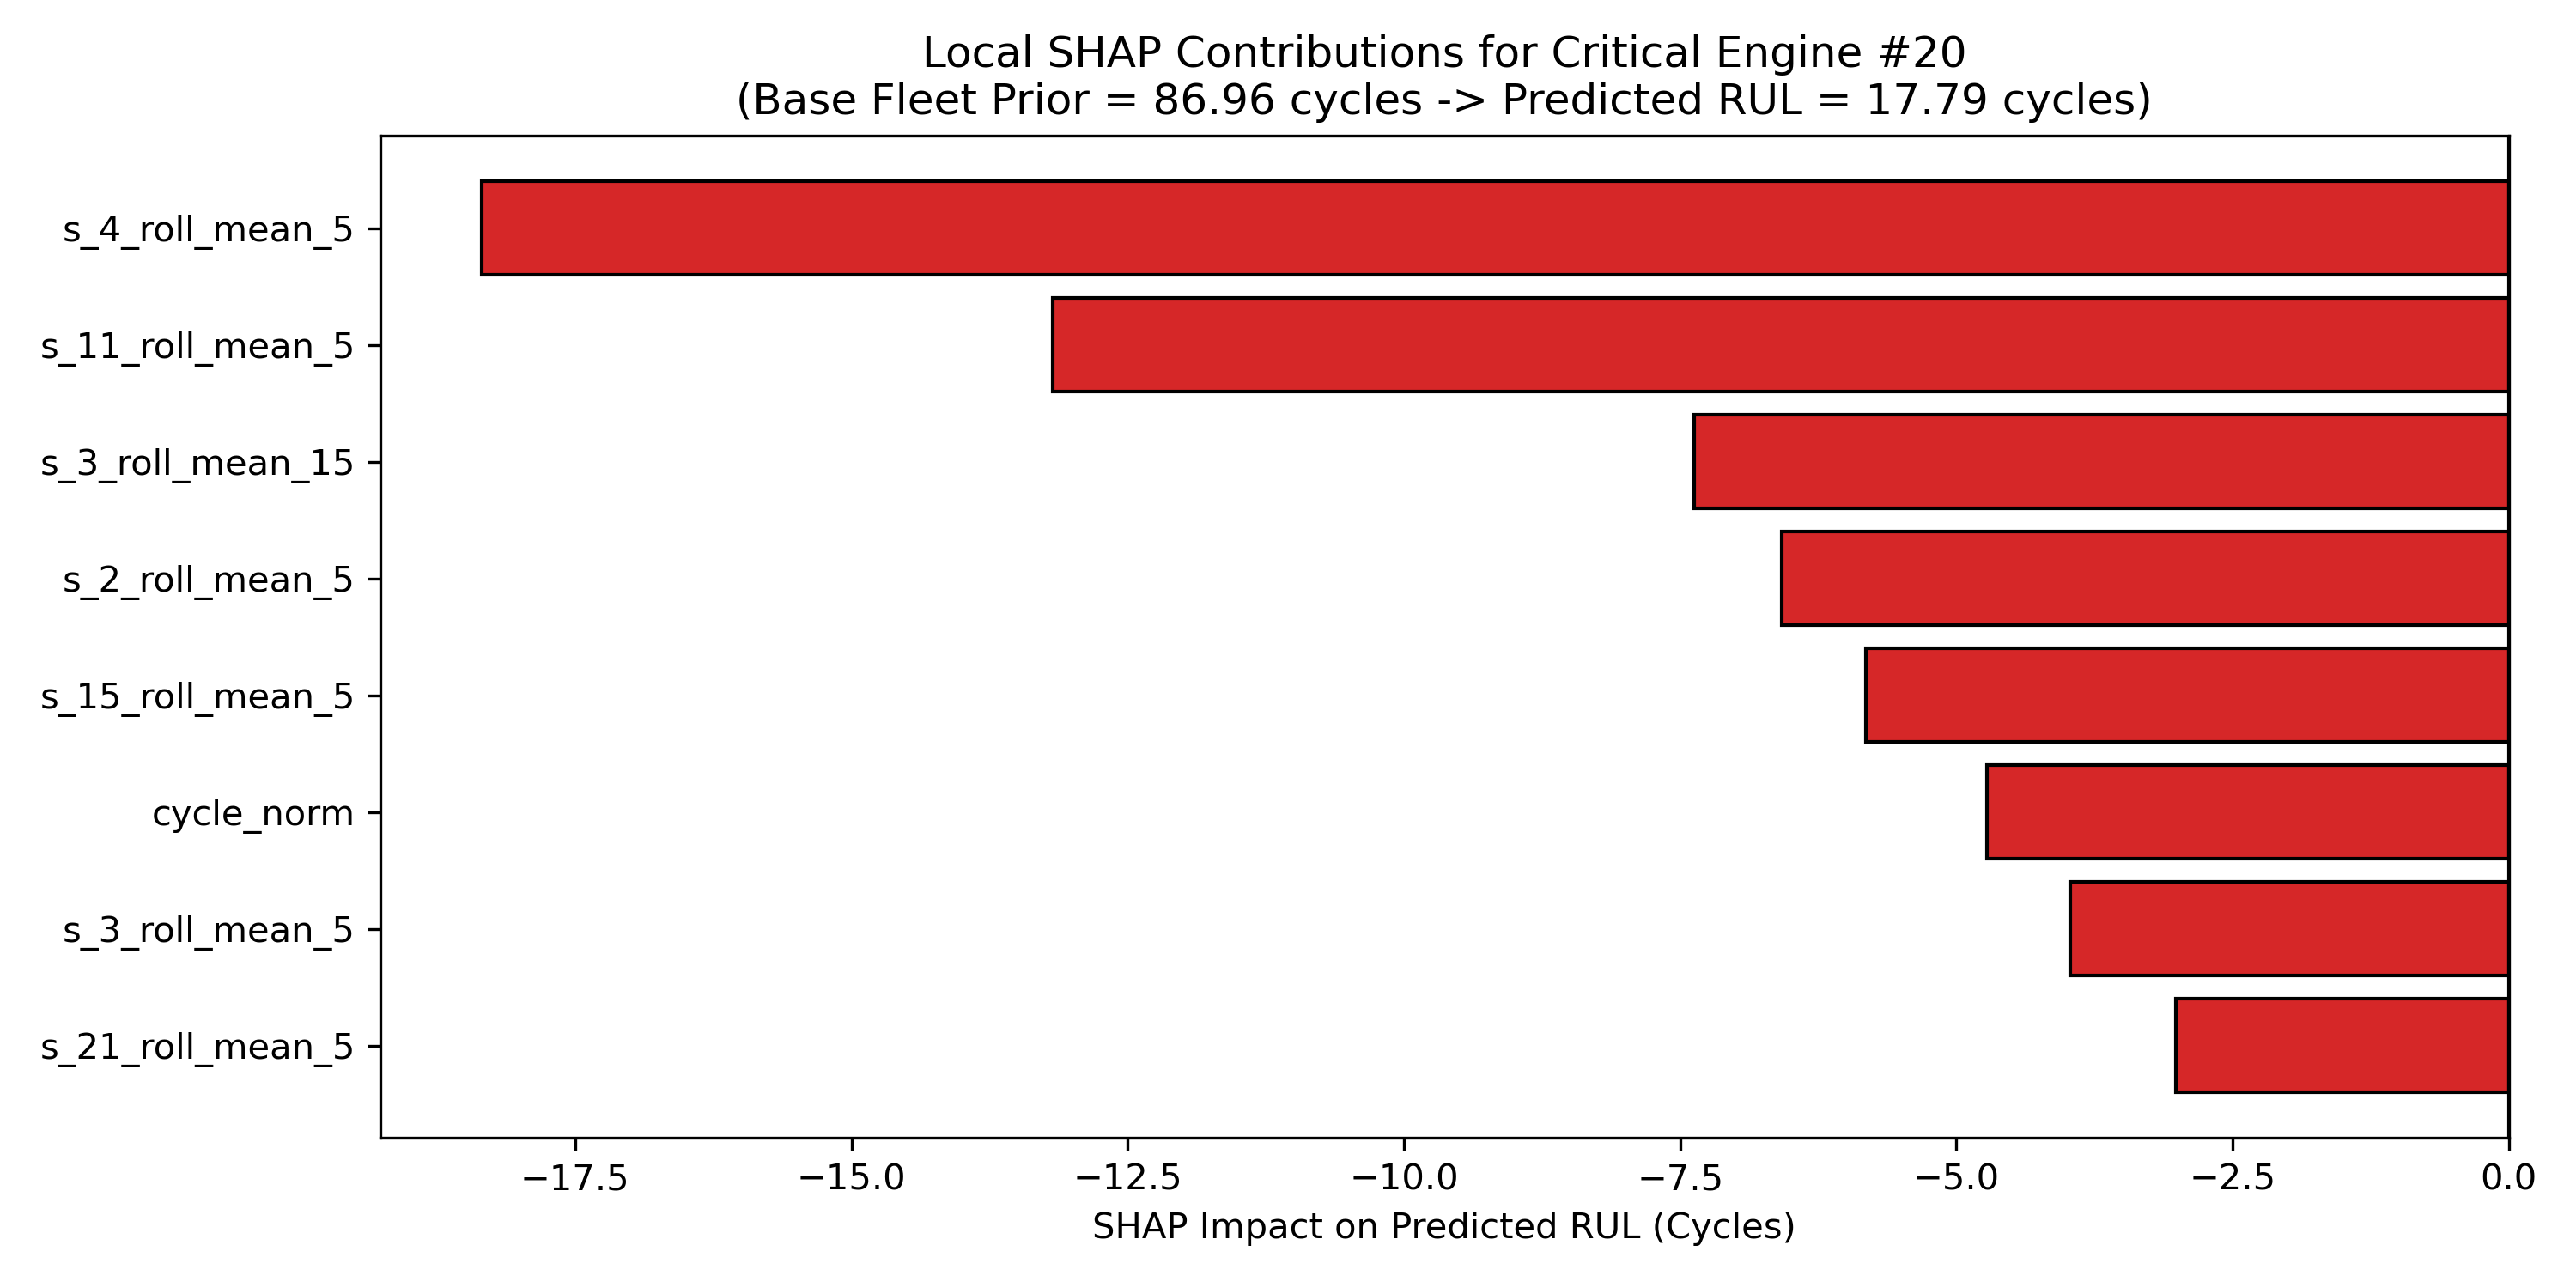 Local SHAP Contributions for Critical Engine #20
(Base Fleet Prior = 86.96 cycles -> Predicted RUL = 17.79 cycles)
s_4_roll_mean_5
s_11_roll_mean_5
s_3_roll_mean_15
s_2_roll_mean_5
s_15_roll_mean_5
cycle_norm
s_3_roll_mean_5
s_21_roll_mean_5
−17.5 −15.0 −12.5 −10.0 −7.5 −5.0 −2.5 0.0
SHAP Impact on Predicted RUL (Cycles)